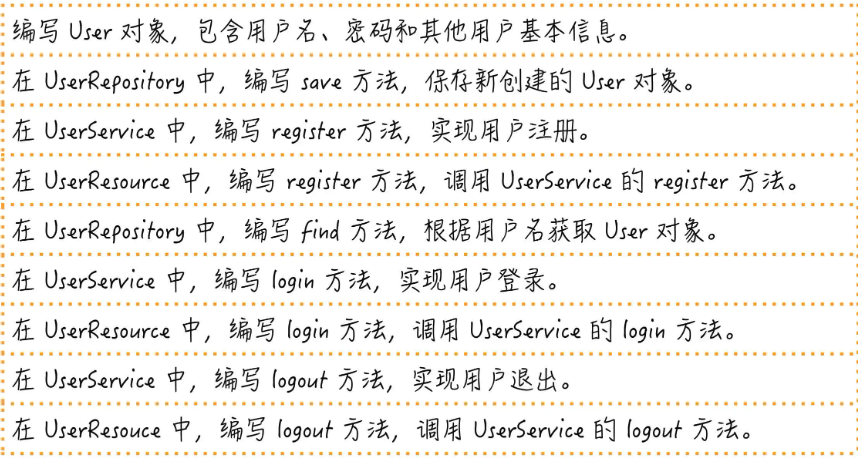 编写 User 对象，包含用户名、密码和其他用户基本信息。
在 UserRepository 中，编写 save 方法，保存新创建的 User 对象。
在 UserService 中，编写 register 方法，实现用户注册。
在 UserResource 中，编写 register 方法，调用 UserService 的 register 方法。
在 UserRepository 中，编写 find 方法，根据用户名获取 User 对象。
在 UserService 中，编写 login 方法，实现用户登录。
在 UserResource 中，编写 login 方法，调用 UserService 的 login 方法。
在 UserService 中，编写 logout 方法，实现用户退出。
在 UserResouce 中，编写 logout 方法，调用 UserService 的 logout 方法。